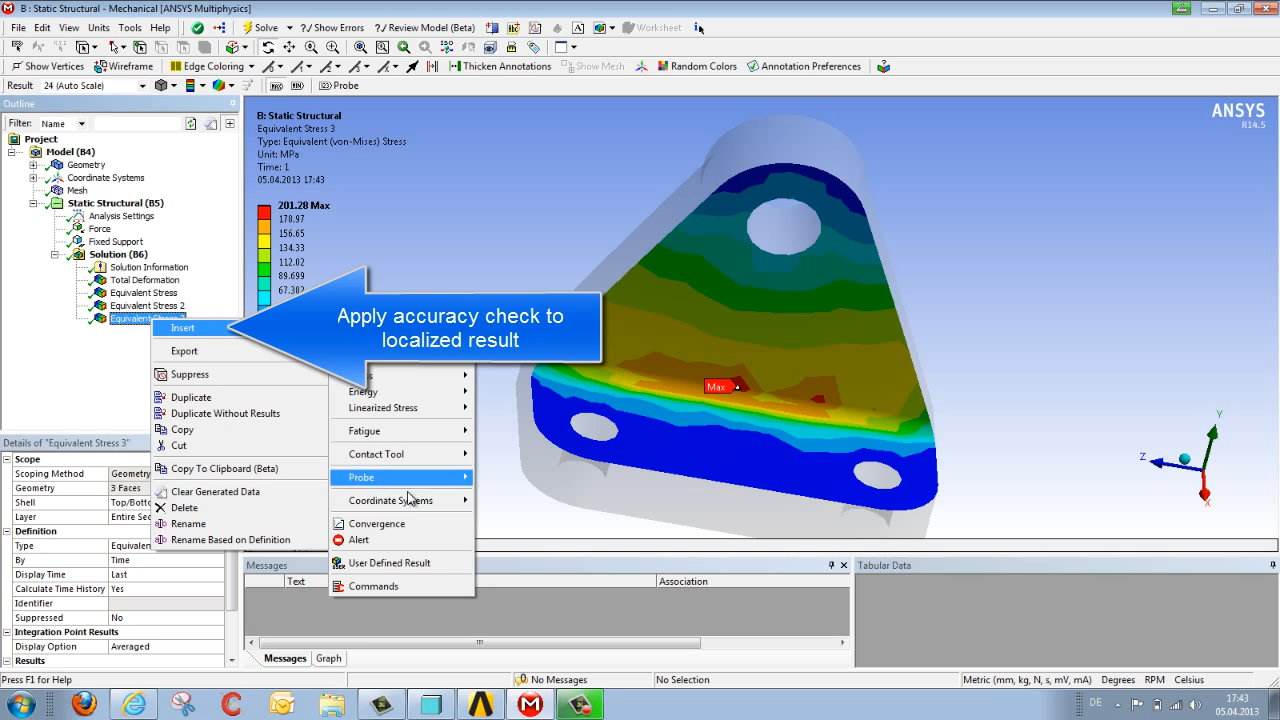 B : Static Structural - Mechanical [ANSYS Multiphysics]
File Edit View Units Tools Help Solve ?/ Show Errors ?/ Review Model (Beta) Worksheet
Show Vertices Wireframe Edge Coloring Thicken Annotations Show Mesh Random Colors Annotation Preferences
Result 24 (Auto Scale) Probe
Outline
Filter: Name
Project
Model (B4)
Geometry
Coordinate Systems
Mesh
Static Structural (B5)
Analysis Settings
Force
Fixed Support
Solution (B6)
Solution Information
Total Deformation
Equivalent Stress
Equivalent Stress 2
Insert
Export
Suppress
Duplicate
Duplicate Without Results
Copy
Cut
Copy To Clipboard (Beta)
Clear Generated Data
Delete
Rename
Rename Based on Definition
Energy
Linearized Stress
Fatigue
Contact Tool
Probe
Coordinate Systems
Convergence
Alert
User Defined Result
Commands
Apply accuracy check to
localized result
B: Static Structural
Equivalent Stress 3
Type: Equivalent (von-Mises) Stress
Unit: MPa
Time: 1
05.04.2013 17:43
201.28 Max
178.97
156.65
134.33
112.02
89.699
67.382
Max
ANSYS
R14.5
Y
Z
X
Details of "Equivalent Stress 3"
Scope
Scoping Method Geometry
Geometry 3 Faces
Shell Top/Botto
Layer Entire Sec
Definition
Type Equivalen
By Time
Display Time Last
Calculate Time History Yes
Identifier
Suppressed No
Integration Point Results
Display Option Averaged
Results
Messages
Text Association
Messages Graph
Tabular Data
Press F1 for Help No Messages No Selection Metric (mm, kg, N, s, mV, mA) Degrees RPM Celsius
DE 17:43
05.04.2013